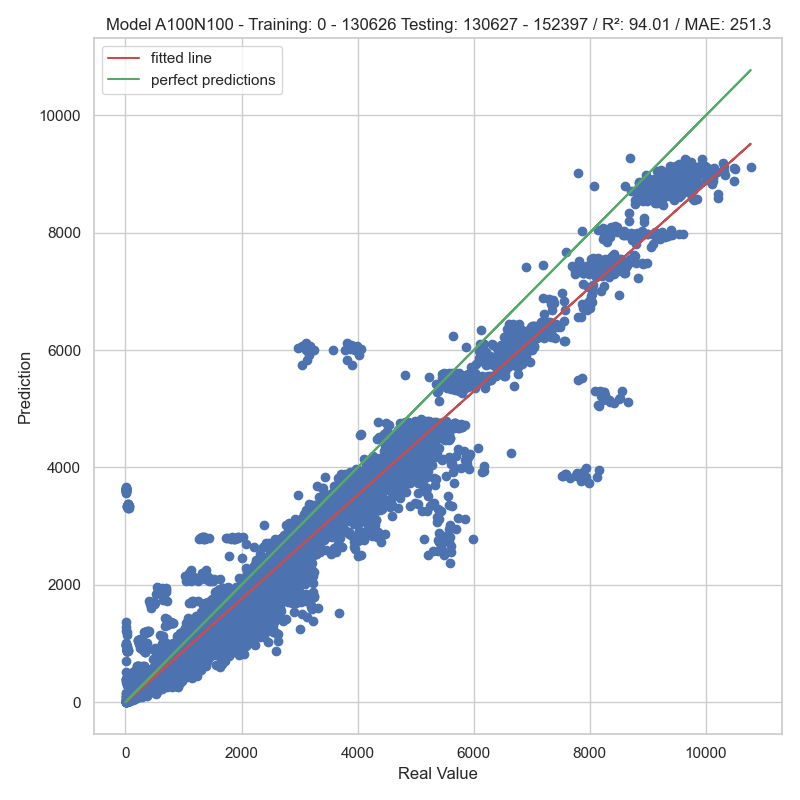 Model A100N100 - Training: 0 - 130626 Testing: 130627 - 152397 / R²: 94.01 / MAE: 251.3
fitted line
perfect predictions
10000
8000
6000
4000
2000
0
Prediction
0 2000 4000 6000 8000 10000
Real Value